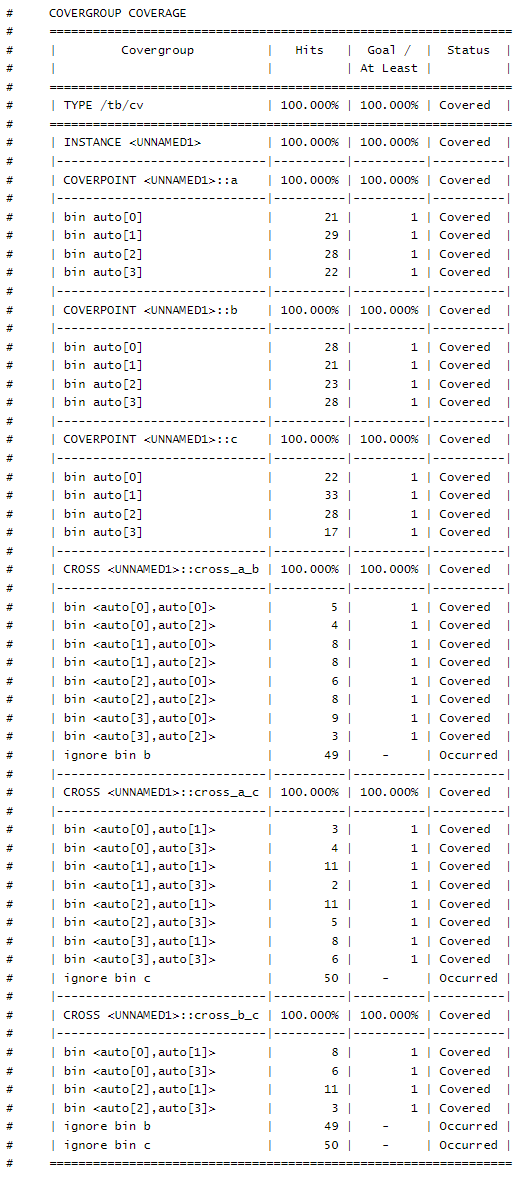 #     COVERGROUP COVERAGE
#     ================================================================
#     |         Covergroup           |   Hits   |  Goal /  |  Status  |
#     |                              |          | At Least |          |
#     ================================================================
#     | TYPE /tb/cv                  | 100.000% | 100.000% | Covered  |
#     ================================================================
#     | INSTANCE <UNNAMED1>          | 100.000% | 100.000% | Covered  |
#     |-----------------------------|----------|----------|----------|
#     | COVERPOINT <UNNAMED1>::a     | 100.000% | 100.000% | Covered  |
#     |-----------------------------|----------|----------|----------|
#     | bin auto[0]                  |       21 |        1 | Covered  |
#     | bin auto[1]                  |       29 |        1 | Covered  |
#     | bin auto[2]                  |       28 |        1 | Covered  |
#     | bin auto[3]                  |       22 |        1 | Covered  |
#     |-----------------------------|----------|----------|----------|
#     | COVERPOINT <UNNAMED1>::b     | 100.000% | 100.000% | Covered  |
#     |-----------------------------|----------|----------|----------|
#     | bin auto[0]                  |       28 |        1 | Covered  |
#     | bin auto[1]                  |       21 |        1 | Covered  |
#     | bin auto[2]                  |       23 |        1 | Covered  |
#     | bin auto[3]                  |       28 |        1 | Covered  |
#     |-----------------------------|----------|----------|----------|
#     | COVERPOINT <UNNAMED1>::c     | 100.000% | 100.000% | Covered  |
#     |-----------------------------|----------|----------|----------|
#     | bin auto[0]                  |       22 |        1 | Covered  |
#     | bin auto[1]                  |       33 |        1 | Covered  |
#     | bin auto[2]                  |       28 |        1 | Covered  |
#     | bin auto[3]                  |       17 |        1 | Covered  |
#     |-----------------------------|----------|----------|----------|
#     | CROSS <UNNAMED1>::cross_a_b  | 100.000% | 100.000% | Covered  |
#     |-----------------------------|----------|----------|----------|
#     | bin <auto[0],auto[0]>        |        5 |        1 | Covered  |
#     | bin <auto[0],auto[2]>        |        4 |        1 | Covered  |
#     | bin <auto[1],auto[0]>        |        8 |        1 | Covered  |
#     | bin <auto[1],auto[2]>        |        8 |        1 | Covered  |
#     | bin <auto[2],auto[0]>        |        6 |        1 | Covered  |
#     | bin <auto[2],auto[2]>        |        8 |        1 | Covered  |
#     | bin <auto[3],auto[0]>        |        9 |        1 | Covered  |
#     | bin <auto[3],auto[2]>        |        3 |        1 | Covered  |
#     | ignore bin b                 |       49 |    -     | Occurred |
#     |-----------------------------|----------|----------|----------|
#     | CROSS <UNNAMED1>::cross_a_c  | 100.000% | 100.000% | Covered  |
#     |-----------------------------|----------|----------|----------|
#     | bin <auto[0],auto[1]>        |        3 |        1 | Covered  |
#     | bin <auto[0],auto[3]>        |        4 |        1 | Covered  |
#     | bin <auto[1],auto[1]>        |       11 |        1 | Covered  |
#     | bin <auto[1],auto[3]>        |        2 |        1 | Covered  |
#     | bin <auto[2],auto[1]>        |       11 |        1 | Covered  |
#     | bin <auto[2],auto[3]>        |        5 |        1 | Covered  |
#     | bin <auto[3],auto[1]>        |        8 |        1 | Covered  |
#     | bin <auto[3],auto[3]>        |        6 |        1 | Covered  |
#     | ignore bin c                 |       50 |    -     | Occurred |
#     |-----------------------------|----------|----------|----------|
#     | CROSS <UNNAMED1>::cross_b_c  | 100.000% | 100.000% | Covered  |
#     |-----------------------------|----------|----------|----------|
#     | bin <auto[0],auto[1]>        |        8 |        1 | Covered  |
#     | bin <auto[0],auto[3]>        |        6 |        1 | Covered  |
#     | bin <auto[2],auto[1]>        |       11 |        1 | Covered  |
#     | bin <auto[2],auto[3]>        |        3 |        1 | Covered  |
#     | ignore bin b                 |       49 |    -     | Occurred |
#     | ignore bin c                 |       50 |    -     | Occurred |
#     ================================================================